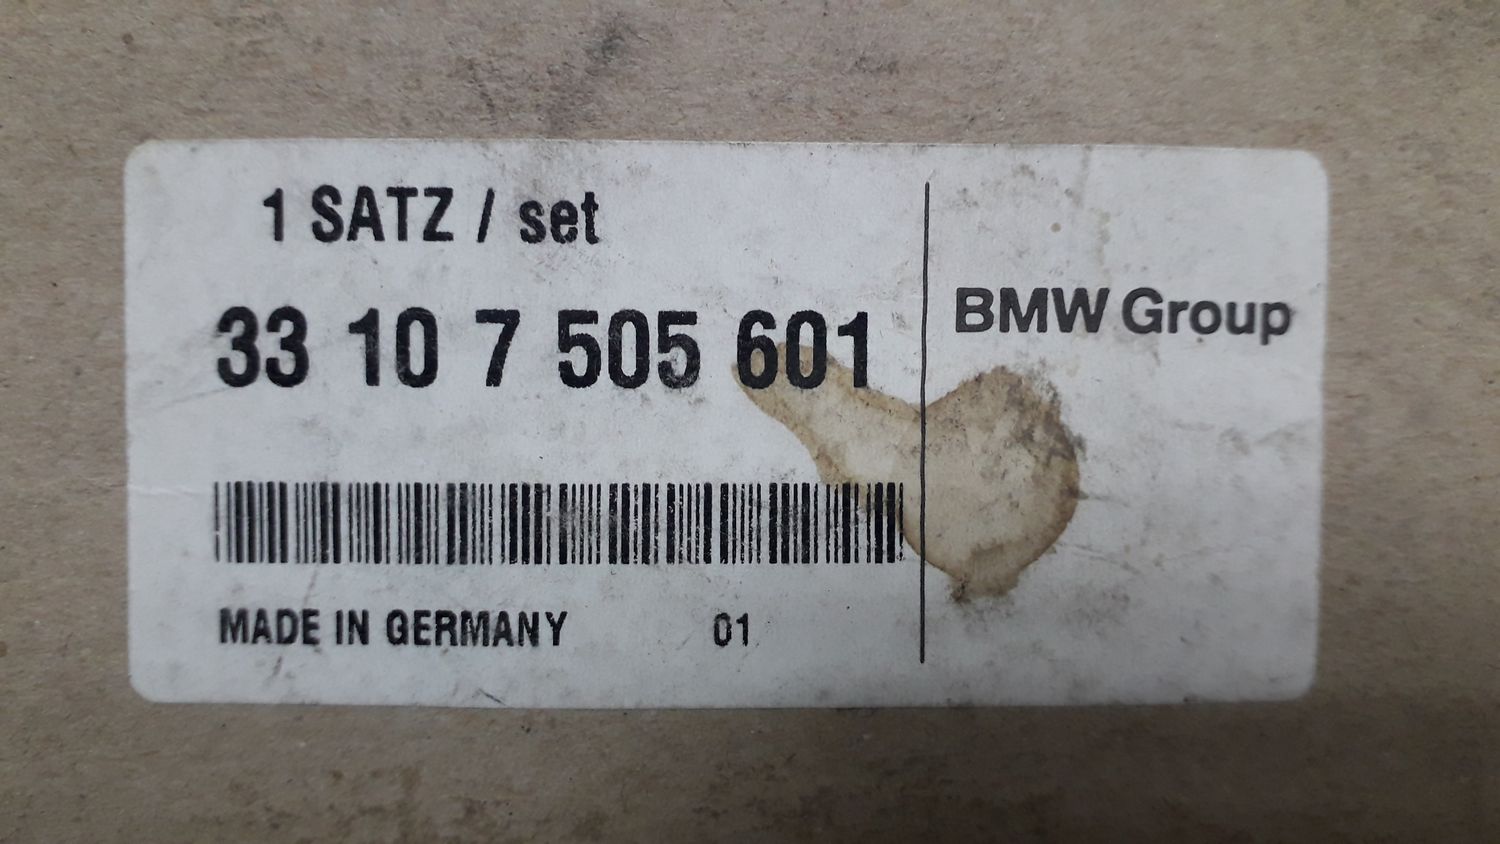 1 SATZ / set
33 10 7 505 601
BMW Group
MADE IN GERMANY 01